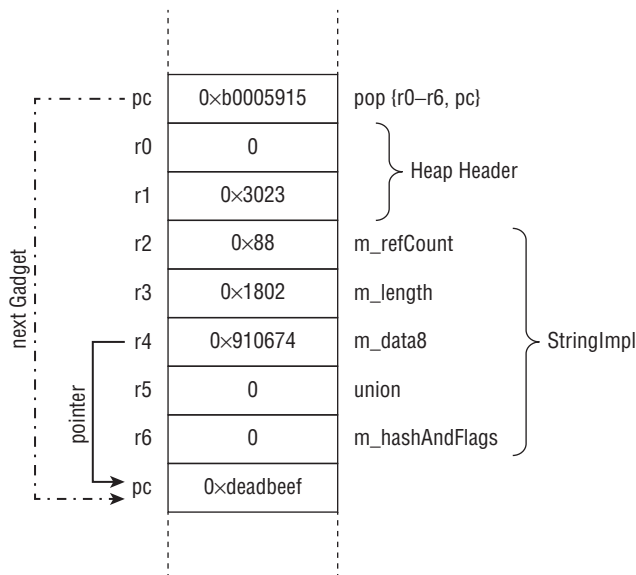 pc 0×b0005915 pop {r0–r6, pc}
r0 0
Heap Header
r1 0×3023
r2 0×88 m_refCount
r3 0×1802 m_length
r4 0×910674 m_data8 StringImpl
r5 0 union
r6 0 m_hashAndFlags
pc 0×deadbeef
next Gadget
pointer